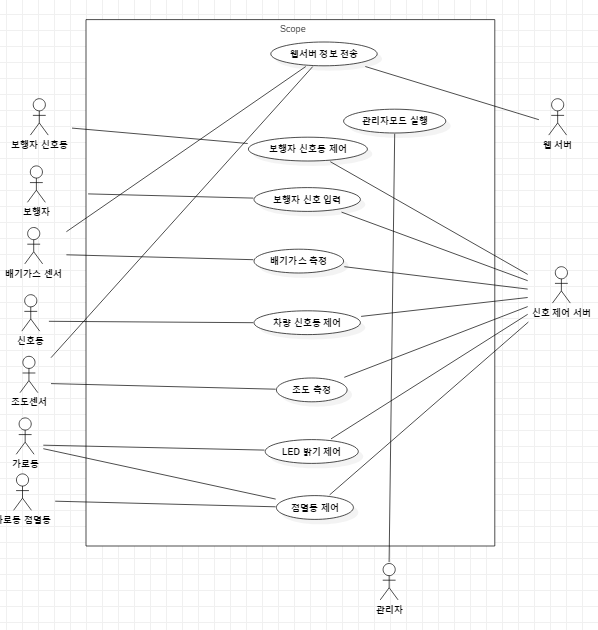 Scope
웹서버 정보 전송
관리자모드 실행
보행자 신호등
보행자 신호등 제어
웹 서버
보행자
보행자 신호 입력
배기가스 센서
배기가스 측정
신호 제어 서버
신호등
차량 신호등 제어
조도센서
조도 측정
가로등
LED 밝기 제어
점멸등
점멸등 제어
관리자